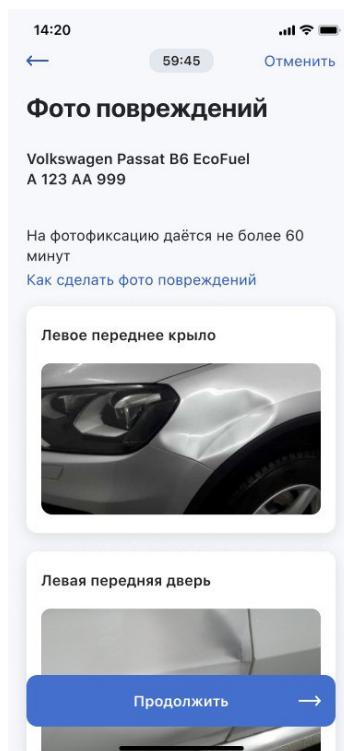 14:20
59:45
Отменить
Фото повреждений
Volkswagen Passat B6 EcoFuel
А 123 АА 999
На фотофиксацию даётся не более 60
минут
Как сделать фото повреждений
Левое переднее крыло
Левая передняя дверь
Продолжить